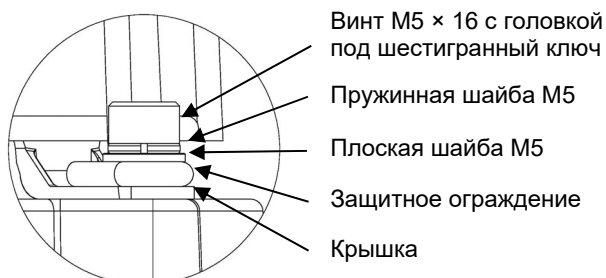 Винт M5 × 16 с головкой
под шестигранный ключ
Пружинная шайба M5
Плоская шайба M5
Защитное ограждение
Крышка